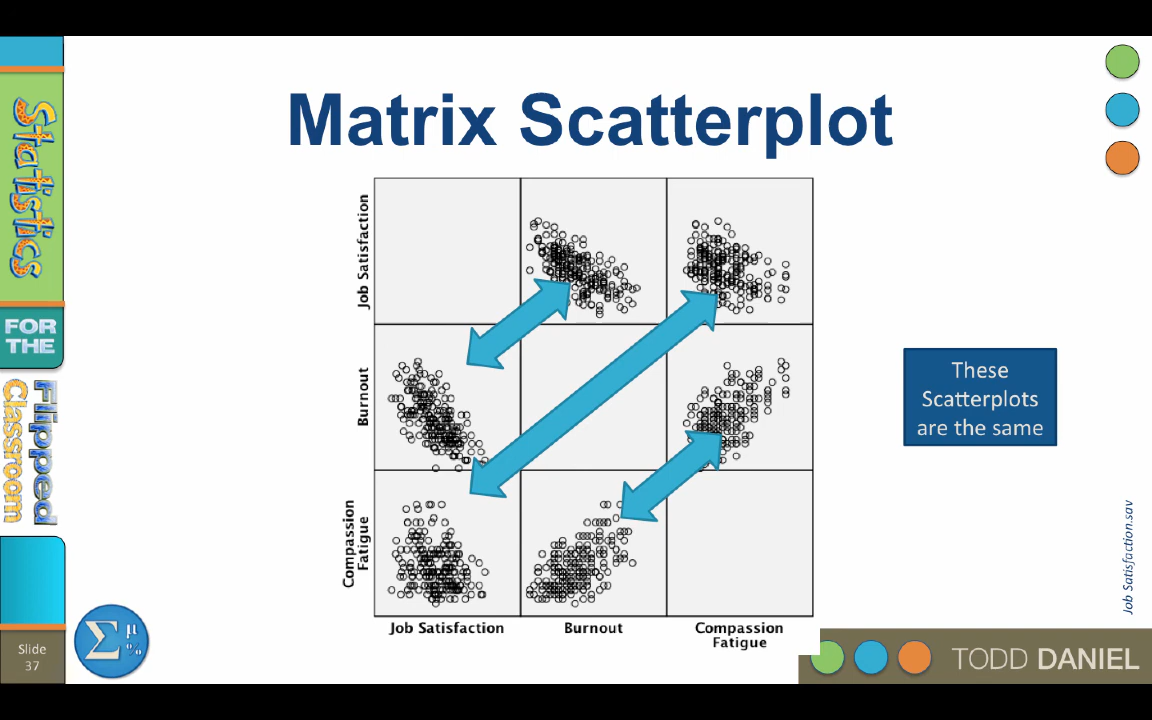 Statistics
FOR
THE
Flipped
Classroom
Slide
37
Σ μ
%
Matrix Scatterplot
Job Satisfaction
Burnout
Compassion
Fatigue
Job Satisfaction
Burnout
Compassion
Fatigue
These
Scatterplots
are the same
Job Satisfaction.sav
TODD DANIEL